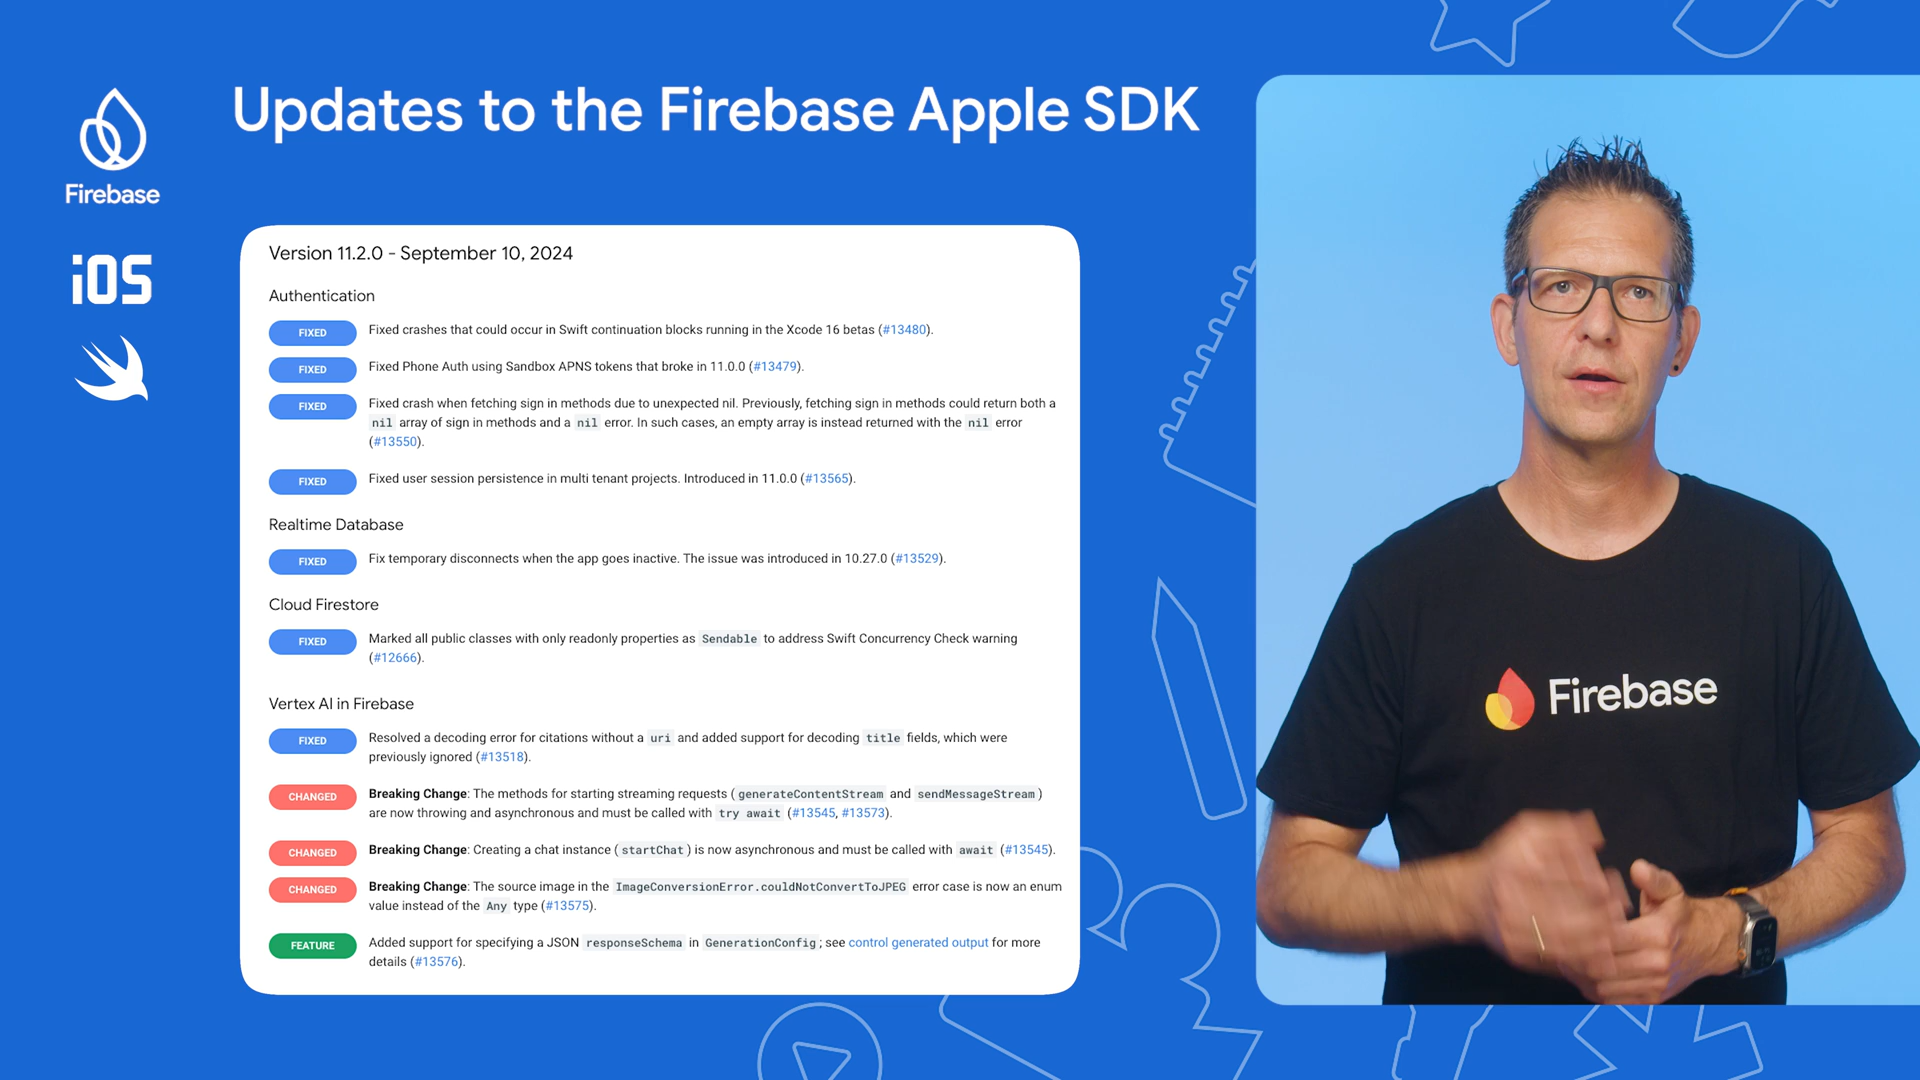 Updates to the Firebase Apple SDK
Firebase
iOS
Version 11.2.0 - September 10, 2024
Authentication
FIXED Fixed crashes that could occur in Swift continuation blocks running in the Xcode 16 betas (#13480).
FIXED Fixed Phone Auth using Sandbox APNS tokens that broke in 11.0.0 (#13479).
FIXED Fixed crash when fetching sign in methods due to unexpected nil. Previously, fetching sign in methods could return both a
nil array of sign in methods and a nil error. In such cases, an empty array is instead returned with the nil error
(#13550).
FIXED Fixed user session persistence in multi tenant projects. Introduced in 11.0.0 (#13565).
Realtime Database
FIXED Fix temporary disconnects when the app goes inactive. The issue was introduced in 10.27.0 (#13529).
Cloud Firestore
FIXED Marked all public classes with only readonly properties as Sendable to address Swift Concurrency Check warning
(#12666).
Vertex AI in Firebase
FIXED Resolved a decoding error for citations without a uri and added support for decoding title fields, which were
previously ignored (#13518).
CHANGED Breaking Change: The methods for starting streaming requests (generateContentStream and sendMessageStream)
are now throwing and asynchronous and must be called with try await (#13545, #13573).
CHANGED Breaking Change: Creating a chat instance (startChat) is now asynchronous and must be called with await (#13545).
CHANGED Breaking Change: The source image in the ImageConversionError.couldNotConvertToJPEG error case is now an enum
value instead of the Any type (#13575).
FEATURE Added support for specifying a JSON responseSchema in GenerationConfig; see control generated output for more
details (#13576).
Firebase